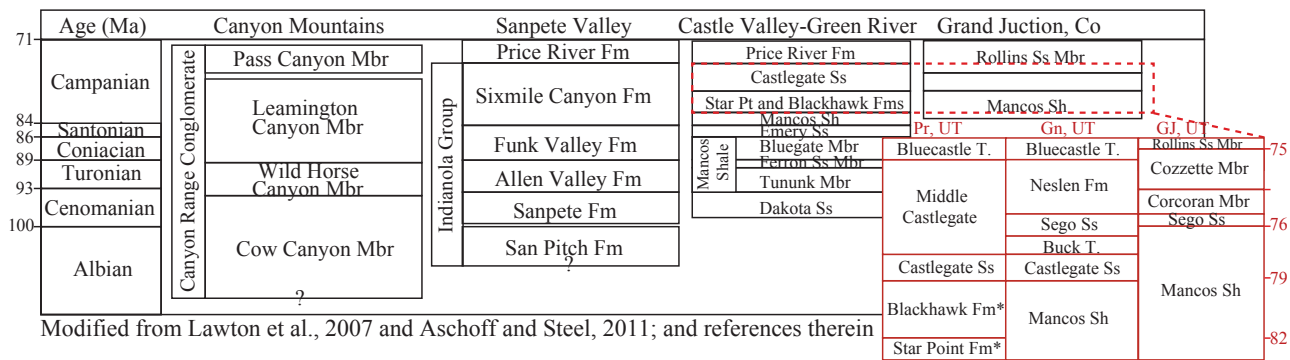 Age (Ma) Canyon Mountains Sanpete Valley Castle Valley-Green River Grand Juction, Co
71
Campanian
84
Santonian
86
Coniacian
89
Turonian
93
Cenomanian
100
Albian
Canyon Range Conglomerate
Pass Canyon Mbr
Leamington
Canyon Mbr
Wild Horse
Canyon Mbr
Cow Canyon Mbr
?
Indianola Group
Price River Fm
Sixmile Canyon Fm
Funk Valley Fm
Allen Valley Fm
Sanpete Fm
San Pitch Fm
?
Price River Fm
Castlegate Ss
Star Pt and Blackhawk Fms
Mancos Sh
Emery Ss
Mancos
Shale
Bluegate Mbr
Ferron Ss Mbr
Tununk Mbr
Dakota Ss
Rollins Ss Mbr
Mancos Sh
Pr, UT Gn, UT GJ, UT
Bluecastle T.
Middle
Castlegate
Castlegate Ss
Blackhawk Fm*
Star Point Fm*
Bluecastle T.
Neslen Fm
Sego Ss
Buck T.
Castlegate Ss
Mancos Sh
Rollins Ss Mbr
Cozzette Mbr
Corcoran Mbr
Sego Ss
Mancos Sh
75
76
79
82
Modified from Lawton et al., 2007 and Aschoff and Steel, 2011; and references therein